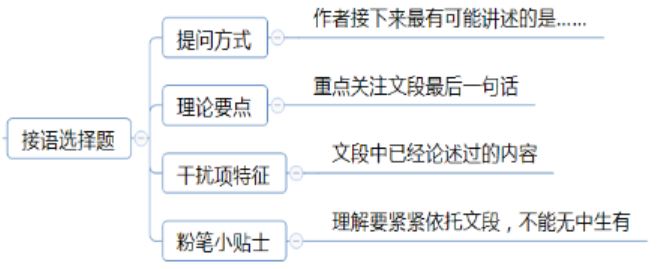 接语选择题
提问方式
作者接下来最有可能讲述的是……
理论要点
重点关注文段最后一句话
干扰项特征
文段中已经论述过的内容
粉笔小贴士
理解要紧紧依托文段，不能无中生有